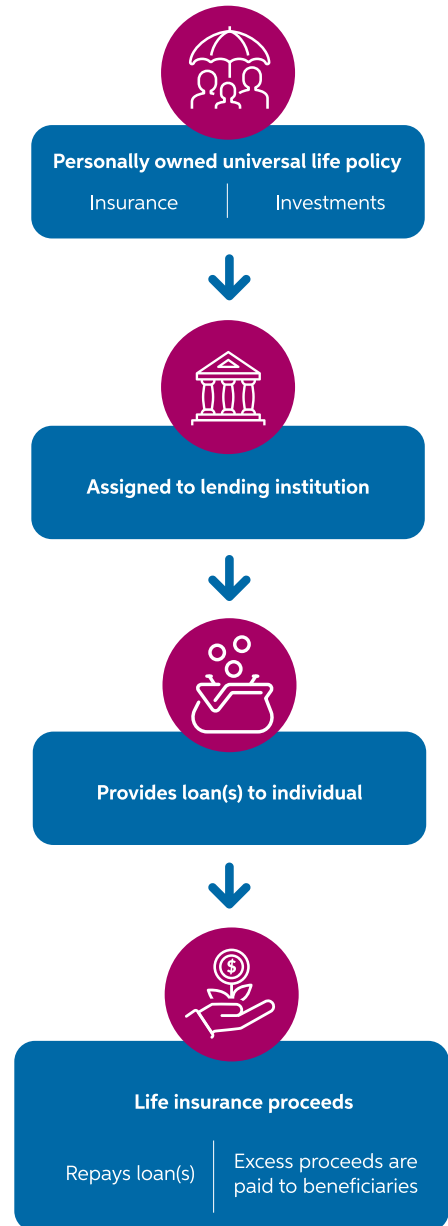 Personally owned universal life policy
Insurance
Investments
Assigned to lending institution
$
Provides loan(s) to individual
Life insurance proceeds
Repays loan(s)
Excess proceeds are
paid to beneficiaries